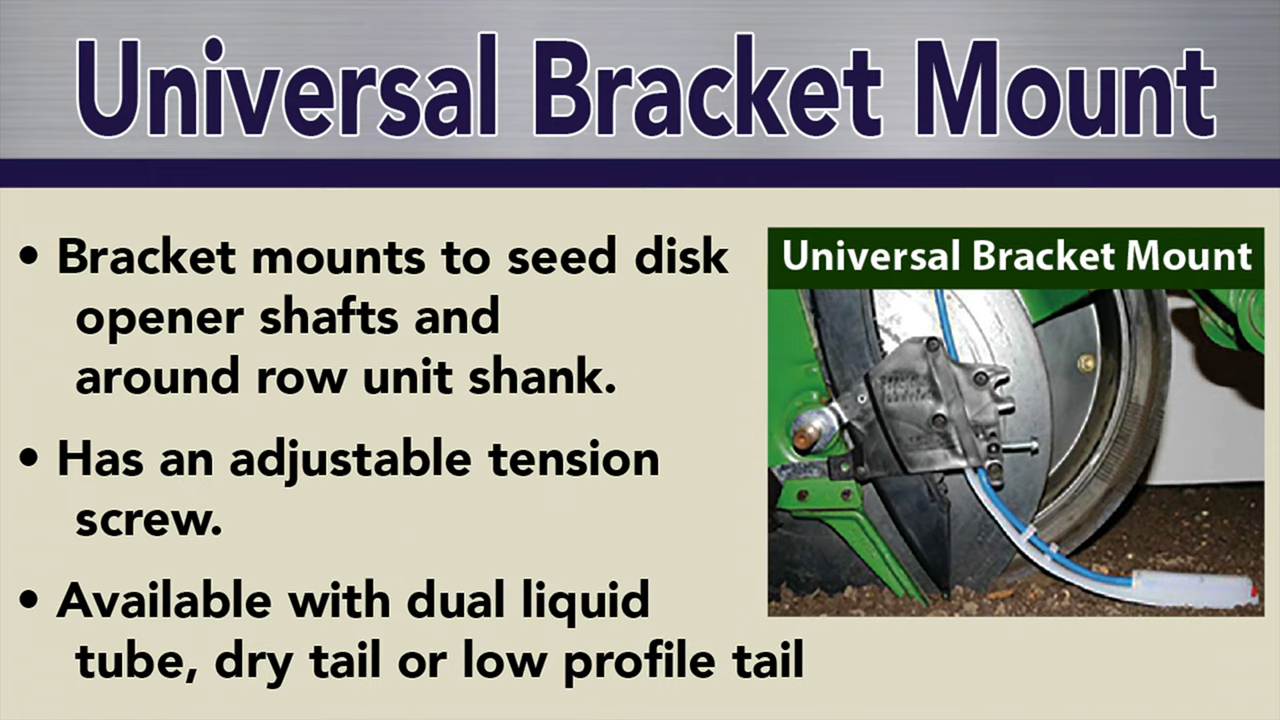 Universal Bracket Mount
• Bracket mounts to seed disk
opener shafts and
around row unit shank.
• Has an adjustable tension
screw.
• Available with dual liquid
tube, dry tail or low profile tail
Universal Bracket Mount